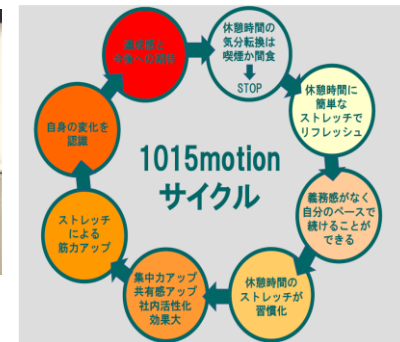 1015motion
サイクル
休憩時間の
気分転換は
喫煙か間食
STOP
休憩時間に
簡単な
ストレッチで
リフレッシュ
義務感がなく
自分のペースで
続けることが
できる
休憩時間の
ストレッチが
習慣化
集中力アップ
共有感アップ
社内活性化
効果大
ストレッチ
による
筋力アップ
自身の変化を
認識
達成感と